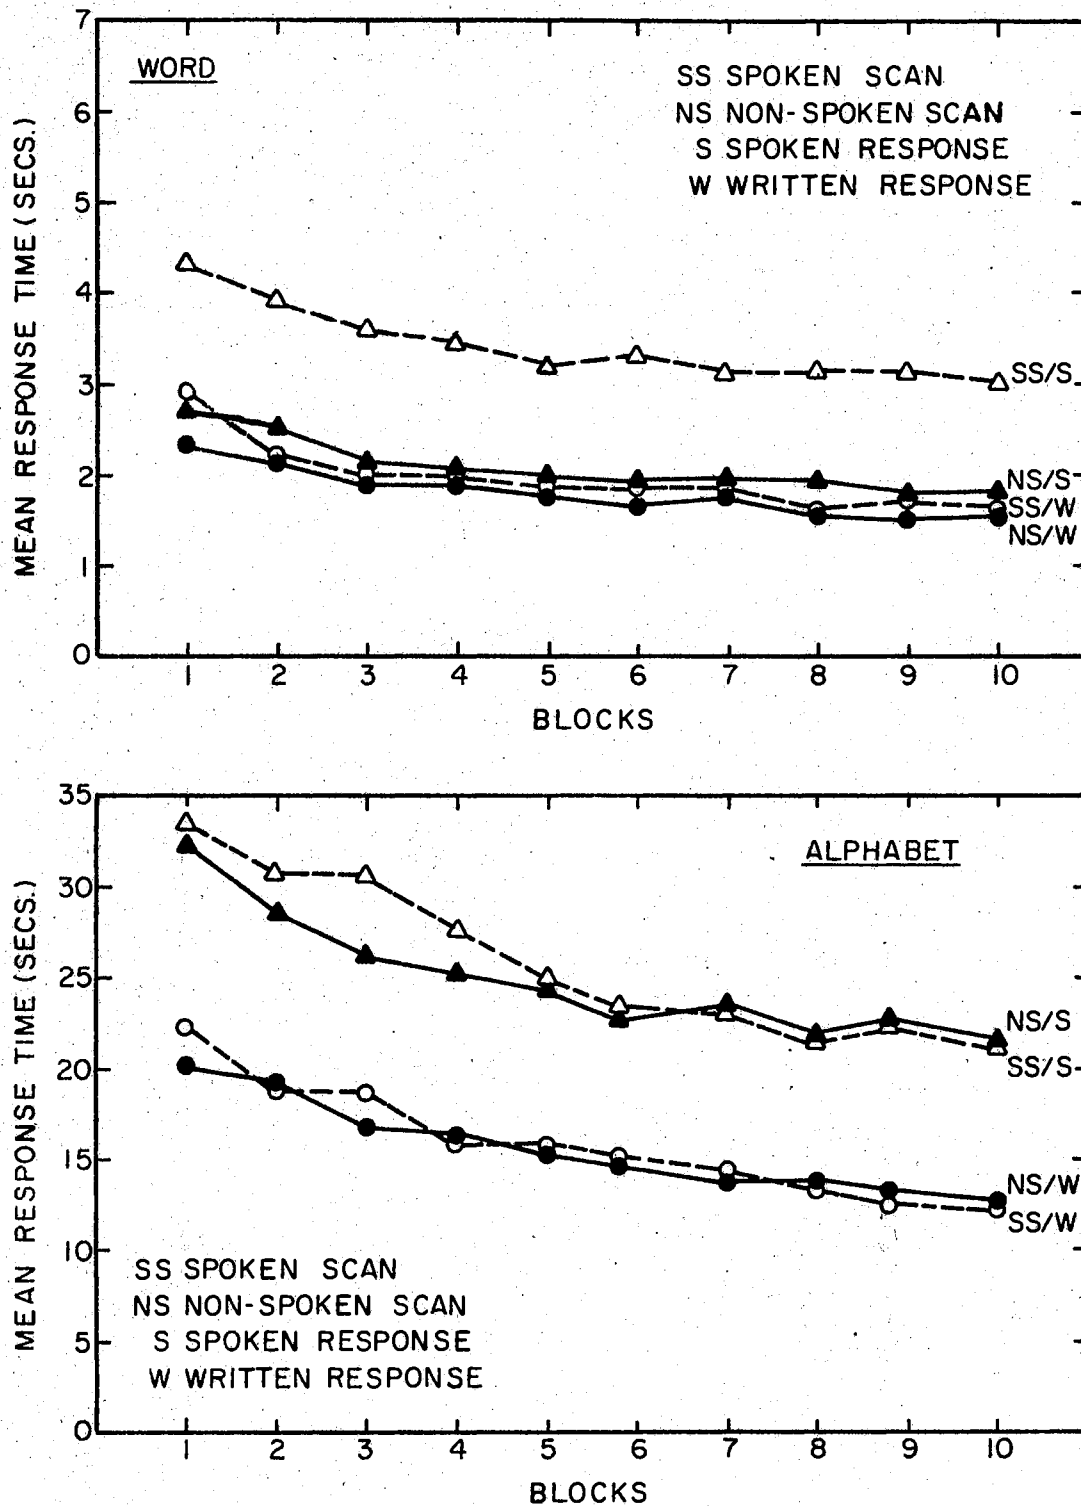 WORD
SS SPOKEN SCAN
NS NON-SPOKEN SCAN
S SPOKEN RESPONSE
W WRITTEN RESPONSE
MEAN RESPONSE TIME (SECS.)
7
6
5
4
3
2
1
0
SS/S
NS/S
SS/W
NS/W
1 2 3 4 5 6 7 8 9 10
BLOCKS
ALPHABET
MEAN RESPONSE TIME (SECS.)
35
30
25
20
15
10
5
0
NS/S
SS/S
NS/W
SS/W
SS SPOKEN SCAN
NS NON-SPOKEN SCAN
S SPOKEN RESPONSE
W WRITTEN RESPONSE
1 2 3 4 5 6 7 8 9 10
BLOCKS